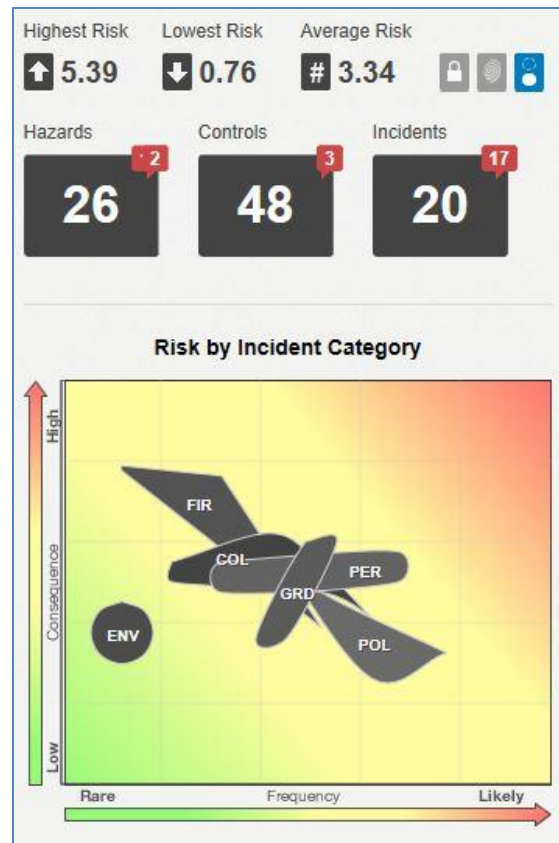 Highest Risk Lowest Risk Average Risk
5.39 0.76 # 3.34
Hazards Controls Incidents
2 3 17
26 48 20
Risk by Incident Category
High
Consequence
Low
FIR
COL
PER
GRD
ENV
POL
Rare Frequency Likely